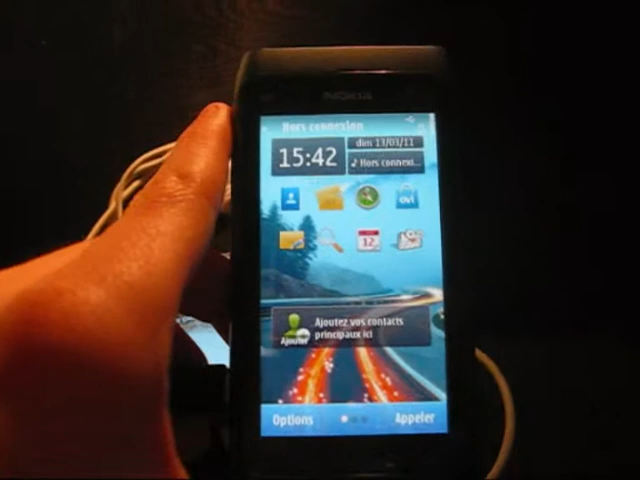 NOKIA
Hors connexion
15:42
dim 13/03/11
Hors connexi...
ovi
12
Ajoutez vos contacts
principaux ici
Ajouter
Options
Appeler